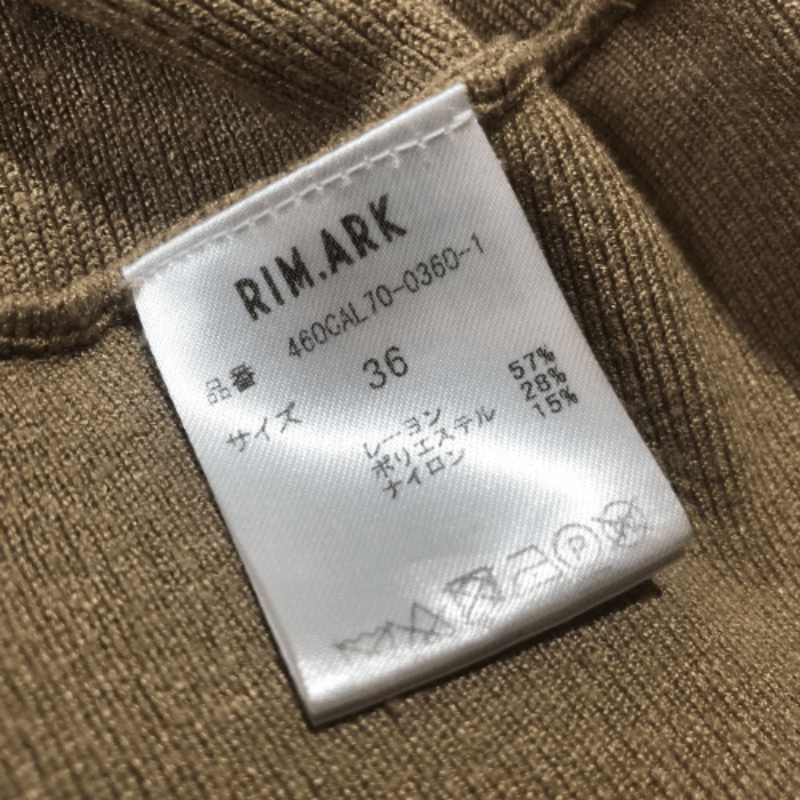 RIM.ARK
品番 460CAL70-0360-1
サイズ 36
レーヨン 57%
ポリエステル 28%
ナイロン 15%
P